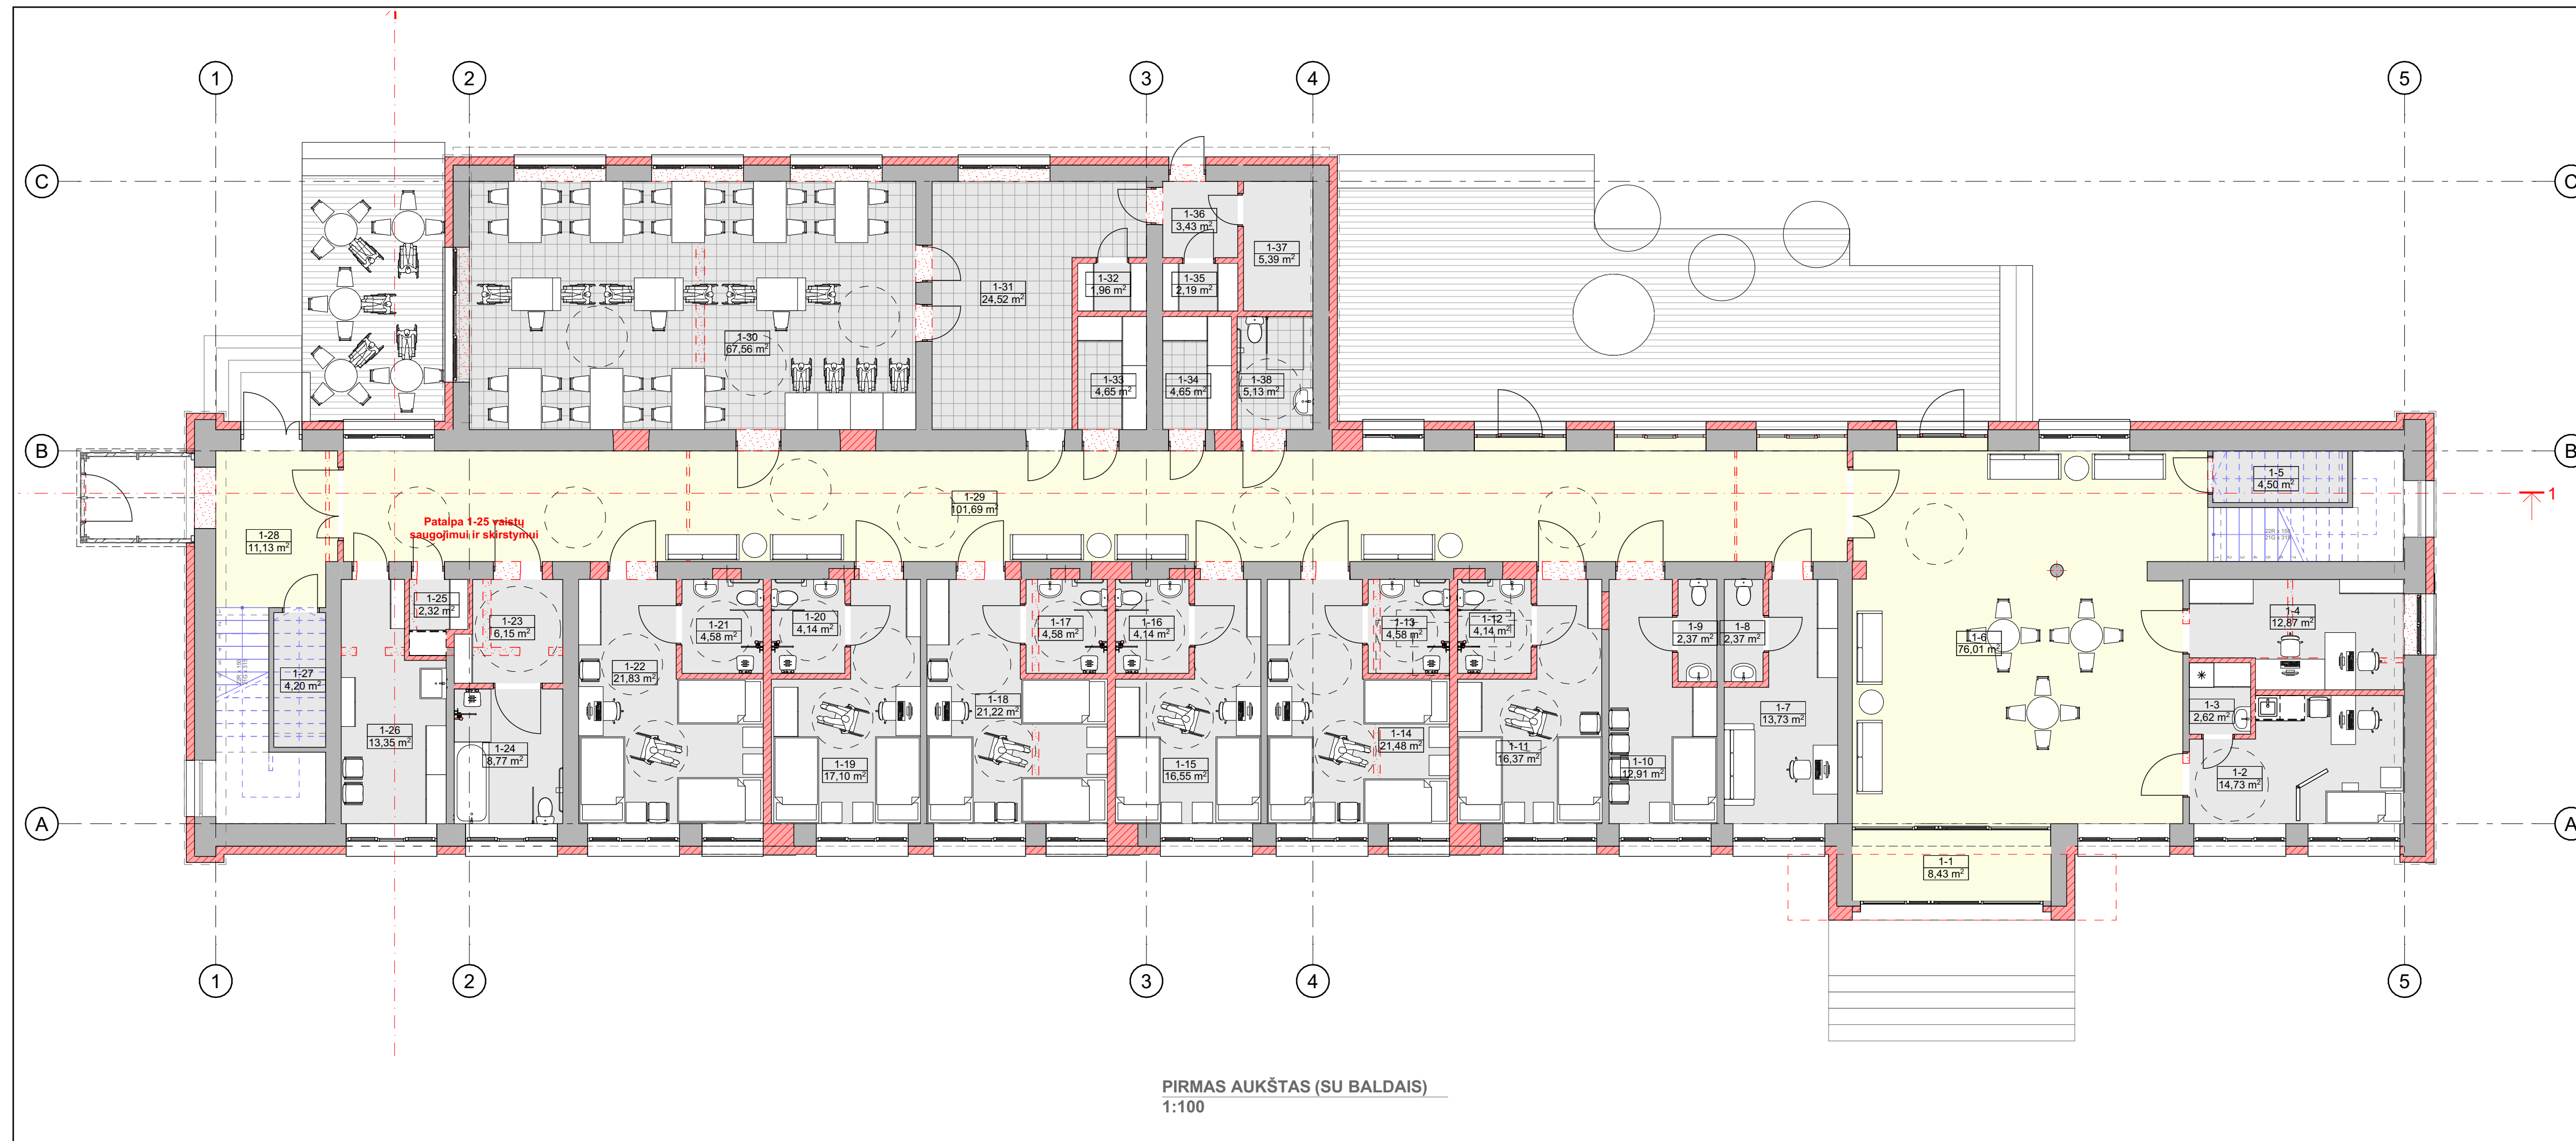 1
2
3
4
5
C
C
1-36
3,43 m²
1-37
5,39 m²
1-32
1,96 m²
1-35
2,19 m²
1-31
24,52 m²
1-30
67,56 m²
1-33
4,65 m²
1-34
4,65 m²
1-38
5,13 m²
B
B
1-5
4,50 m²
1-29
101,69 m²
1
Patalpa 1-25 vaistų
saugojimui ir skirstymui
22R x 150
21G x 315
1-28
11,13 m²
1-25
2,32 m²
1-23
6,15 m²
1-21
4,58 m²
1-20
4,14 m²
1-17
4,58 m²
1-16
4,14 m²
1-13
4,58 m²
1-12
4,14 m²
1-9
2,37 m²
1-8
2,37 m²
1-6
76,01 m²
1-4
12,87 m²
1-27
4,20 m²
22R x 150
21G x 315
1-22
21,83 m²
1-18
21,22 m²
1-7
13,73 m²
1-3
2,62 m²
1-26
13,35 m²
1-24
8,77 m²
1-19
17,10 m²
1-15
16,55 m²
1-14
21,48 m²
1-11
16,37 m²
1-10
12,91 m²
1-2
14,73 m²
A
A
1-1
8,43 m²
1
2
3
4
5
PIRMAS AUKŠTAS (SU BALDAIS)
1:100